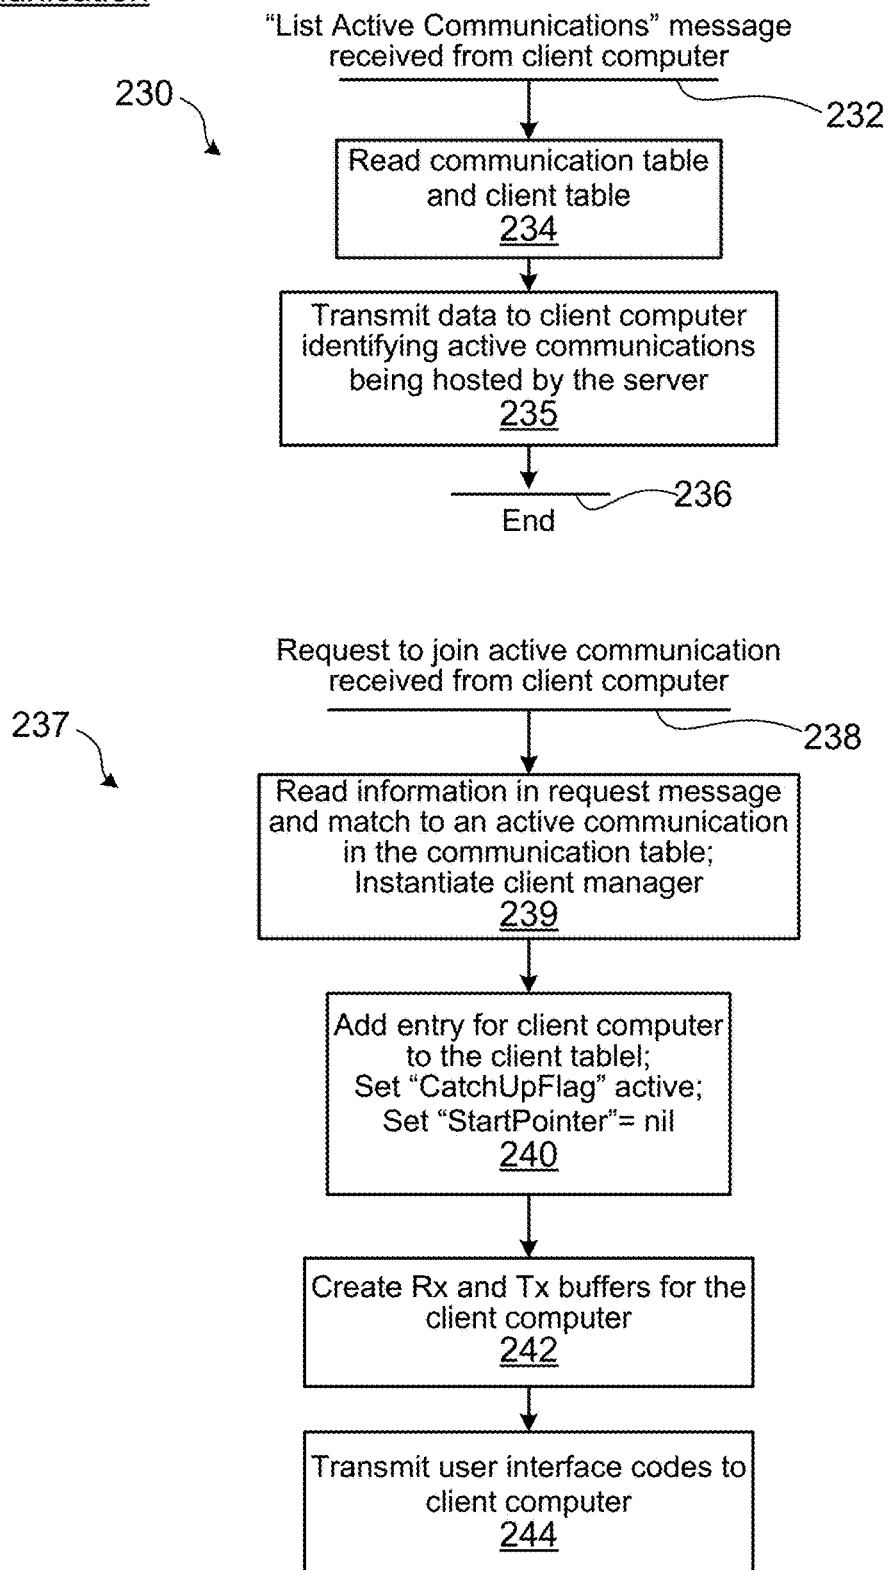 “List Active Communications” message
received from client computer
230
232
Read communication table
and client table
234
Transmit data to client computer
identifying active communications
being hosted by the server
235
236
End
Request to join active communication
received from client computer
237
238
Read information in request message
and match to an active communication
in the communication table;
Instantiate client manager
239
Add entry for client computer
to the client tablel;
Set “CatchUpFlag” active;
Set “StartPointer”= nil
240
Create Rx and Tx buffers for the
client computer
242
Transmit user interface codes to
client computer
244